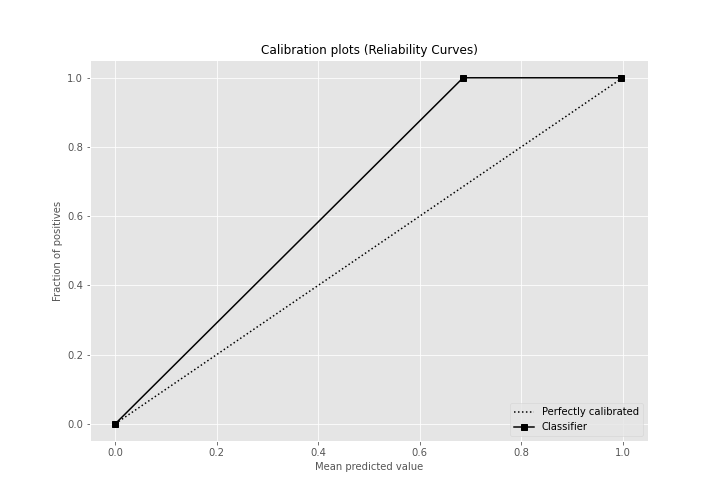 Calibration plots (Reliability Curves)
1.0
0.8
0.6
0.4
0.2
0.0
Fraction of positives
0.0 0.2 0.4 0.6 0.8 1.0
Mean predicted value
Perfectly calibrated
Classifier